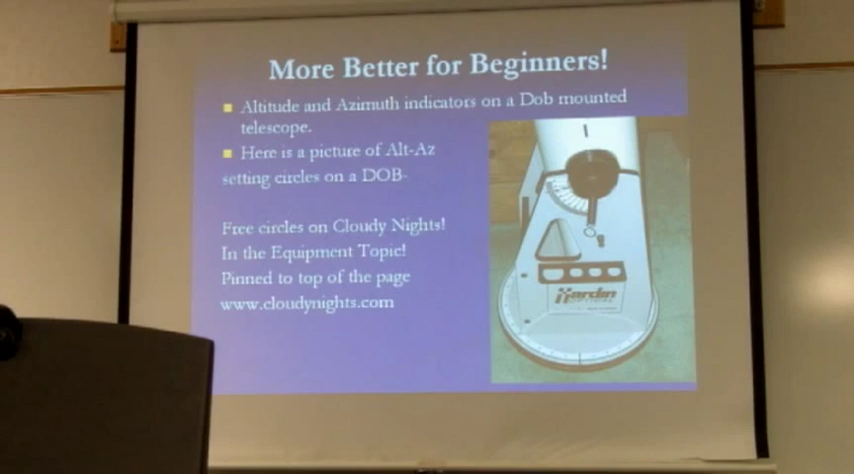 More Better for Beginners!
Altitude and Azimuth indicators on a Dob mounted
telescope.
Here is a picture of Alt-Az
setting circles on a DOB-
Free circles on Cloudy Nights!
In the Equipment Topic!
Pinned to top of the page
www.cloudynights.com
Hardin